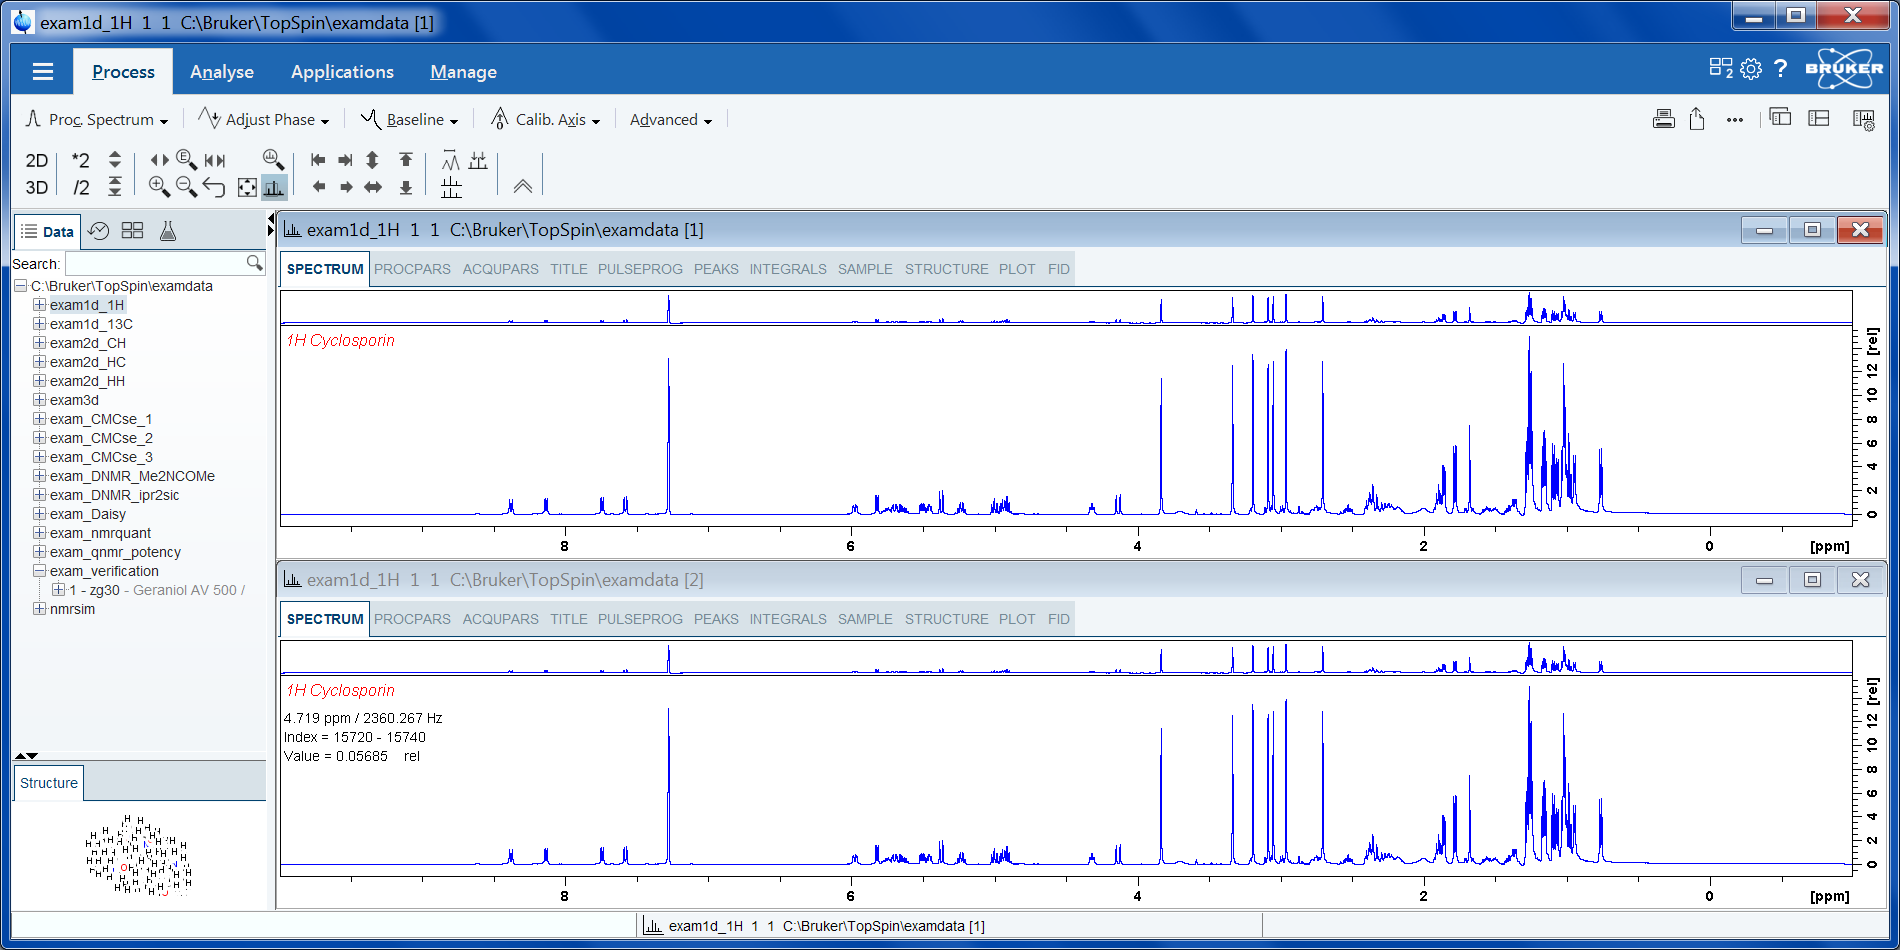 exam1d_1H 1 1 C:\Bruker\TopSpin\examdata [1]
Process Analyse Applications Manage
2 ? BRUKER
Proc. Spectrum Adjust Phase Baseline Calib. Axis Advanced
2D *2 E
3D /2
Data
Search:
C:\Bruker\TopSpin\examdata
exam1d_1H
exam1d_13C
exam2d_CH
exam2d_HC
exam2d_HH
exam3d
exam_CMCse_1
exam_CMCse_2
exam_CMCse_3
exam_DNMR_Me2NCOMe
exam_DNMR_ipr2sic
exam_Daisy
exam_nmrquant
exam_qnmr_potency
exam_verification
1 - zg30 - Geraniol AV 500 /
nmrsim
Structure
exam1d_1H 1 1 C:\Bruker\TopSpin\examdata [1]
SPECTRUM PROCPARS ACQUPARS TITLE PULSEPROG PEAKS INTEGRALS SAMPLE STRUCTURE PLOT FID
1H Cyclosporin
[rel]
12
10
8
6
4
2
0
8 6 4 2 0 [ppm]
exam1d_1H 1 1 C:\Bruker\TopSpin\examdata [2]
SPECTRUM PROCPARS ACQUPARS TITLE PULSEPROG PEAKS INTEGRALS SAMPLE STRUCTURE PLOT FID
1H Cyclosporin
4.719 ppm / 2360.267 Hz
Index = 15720 - 15740
Value = 0.05685 rel
[rel]
12
10
8
6
4
2
0
8 6 4 2 0 [ppm]
exam1d_1H 1 1 C:\Bruker\TopSpin\examdata [1]